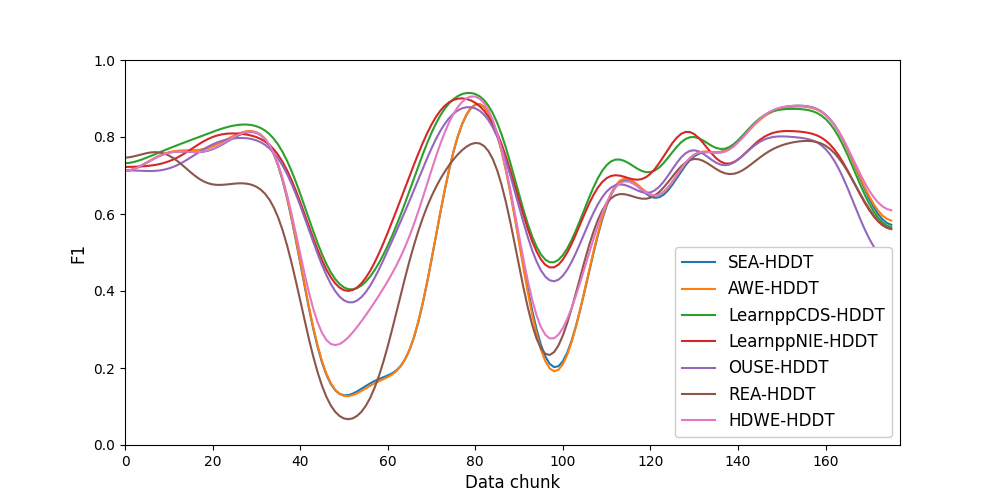 1.0
0.8
0.6
0.4
0.2
0.0
F1
0 20 40 60 80 100 120 140 160
Data chunk
SEA-HDDT
AWE-HDDT
LearnppCDS-HDDT
LearnppNIE-HDDT
OUSE-HDDT
REA-HDDT
HDWE-HDDT